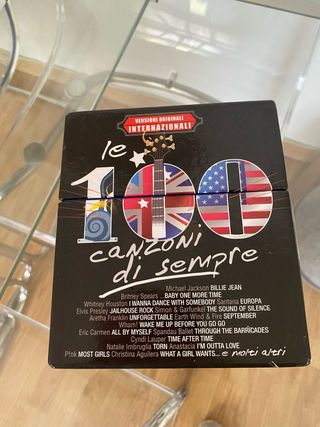 VERSIONI ORIGINALI
INTERNAZIONALI
le
100
canzoni
di sempre
Michael Jackson BILLIE JEAN
Britney Spears ...BABY ONE MORE TIME
Whitney Houston I WANNA DANCE WITH SOMEBODY Santana EUROPA
Elvis Presley JAILHOUSE ROCK Simon & Garfunkel THE SOUND OF SILENCE
Aretha Franklin UNFORGETTABLE Earth Wind & Fire SEPTEMBER
Wham! WAKE ME UP BEFORE YOU GO GO
Eric Carmen ALL BY MYSELF Spandau Ballet THROUGH THE BARRICADES
Cyndi Lauper TIME AFTER TIME
Natalie Imbruglia TORN Anastacia I'M OUTTA LOVE
P!nk MOST GIRLS Christina Aguilera WHAT A GIRL WANTS... e molti altri